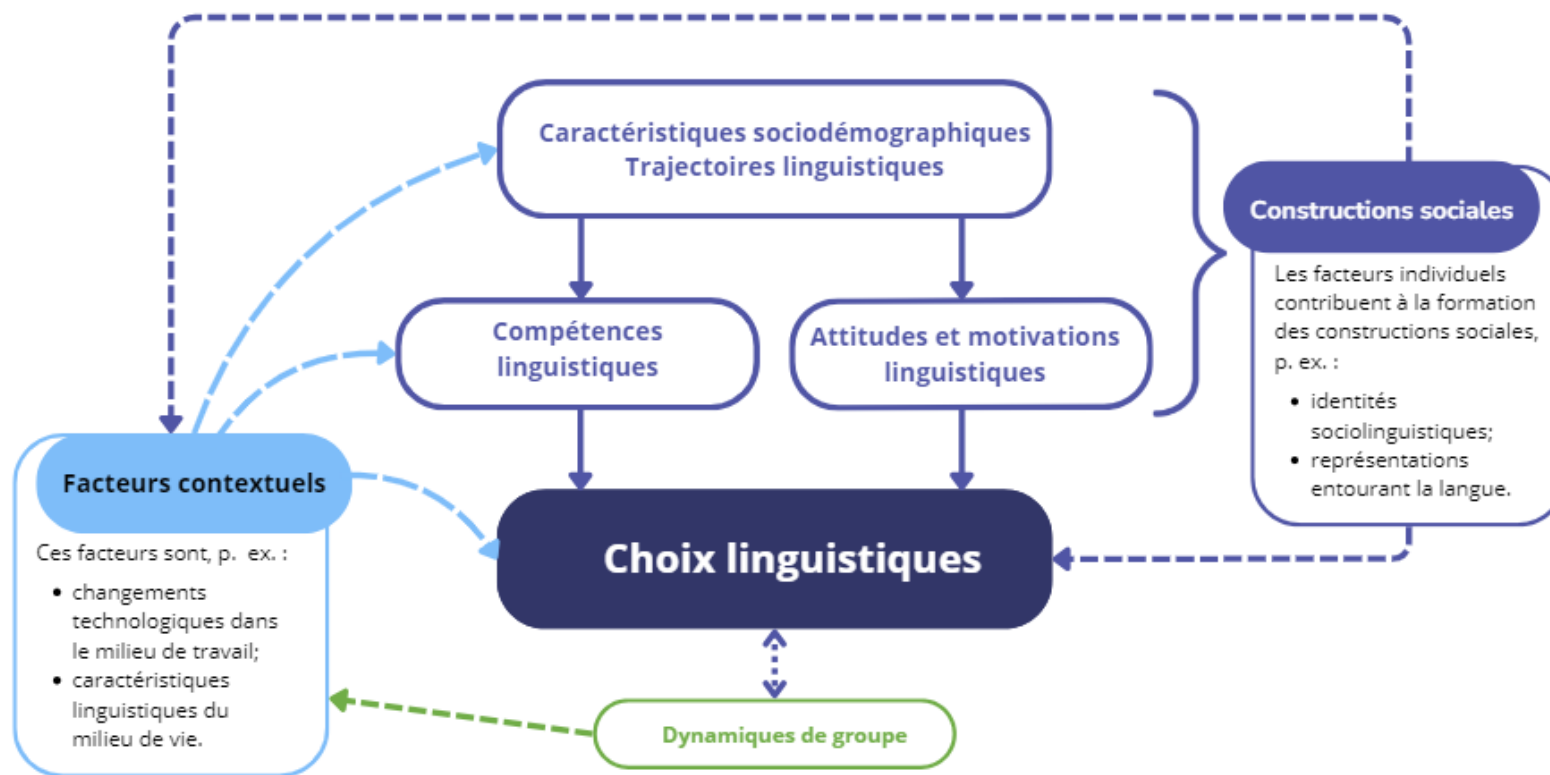 Caractéristiques sociodémographiques
Trajectoires linguistiques
Constructions sociales
Les facteurs individuels
contribuent à la formation
des constructions sociales,
p. ex. :
• identités
sociolinguistiques;
• représentations
entourant la langue.
Compétences
linguistiques
Attitudes et motivations
linguistiques
Facteurs contextuels
Ces facteurs sont, p. ex. :
• changements
technologiques dans
le milieu de travail;
• caractéristiques
linguistiques du
milieu de vie.
Choix linguistiques
Dynamiques de groupe